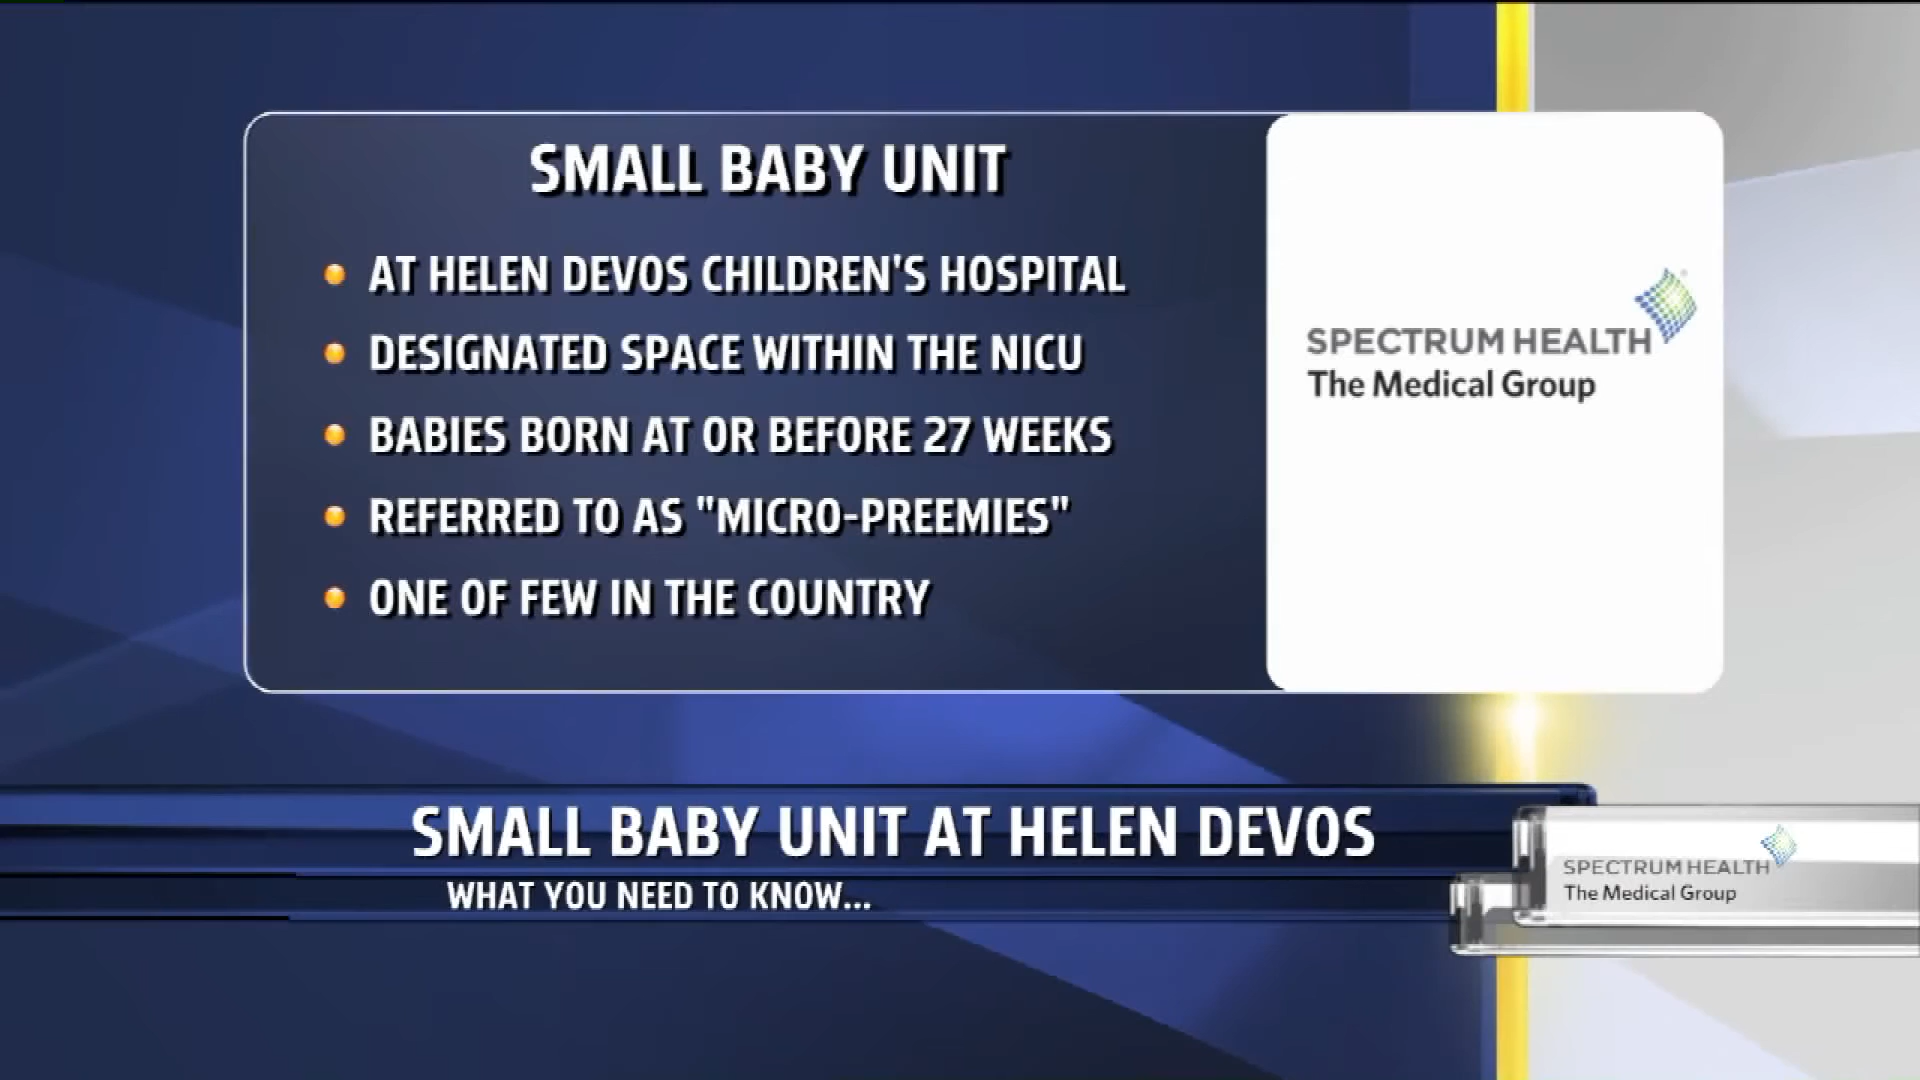 SMALL BABY UNIT
AT HELEN DEVOS CHILDREN'S HOSPITAL
DESIGNATED SPACE WITHIN THE NICU
BABIES BORN AT OR BEFORE 27 WEEKS
REFERRED TO AS "MICRO-PREEMIES"
ONE OF FEW IN THE COUNTRY
SPECTRUM HEALTH
The Medical Group
SMALL BABY UNIT AT HELEN DEVOS
WHAT YOU NEED TO KNOW...
SPECTRUM HEALTH
The Medical Group